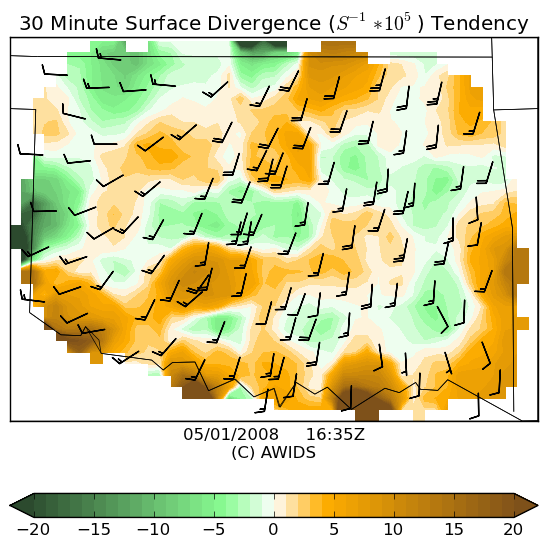 30 Minute Surface Divergence (S⁻¹ *10⁵ ) Tendency
05/01/2008 16:35Z
(C) AWIDS
−20 −15 −10 −5 0 5 10 15 20